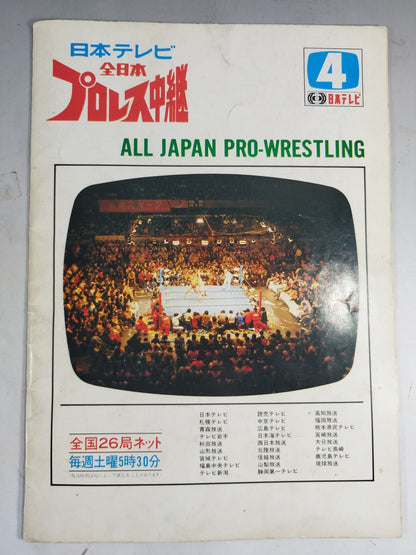 日本テレビ
全日本
プロレス中継
4
日本テレビ
ALL JAPAN PRO-WRESTLING
全国26局ネット
毎週土曜5時30分
日本テレビ
札幌テレビ
青森放送
テレビ岩手
秋田放送
山形放送
宮城テレビ
福島中央テレビ
テレビ新潟
読売テレビ
中京テレビ
広島テレビ
日本海テレビ
西日本放送
北陸放送
信越放送
山梨放送
静岡第一テレビ
高知放送
福岡放送
熊本県民テレビ
宮崎放送
大分放送
テレビ長崎
鹿児島テレビ
琉球放送